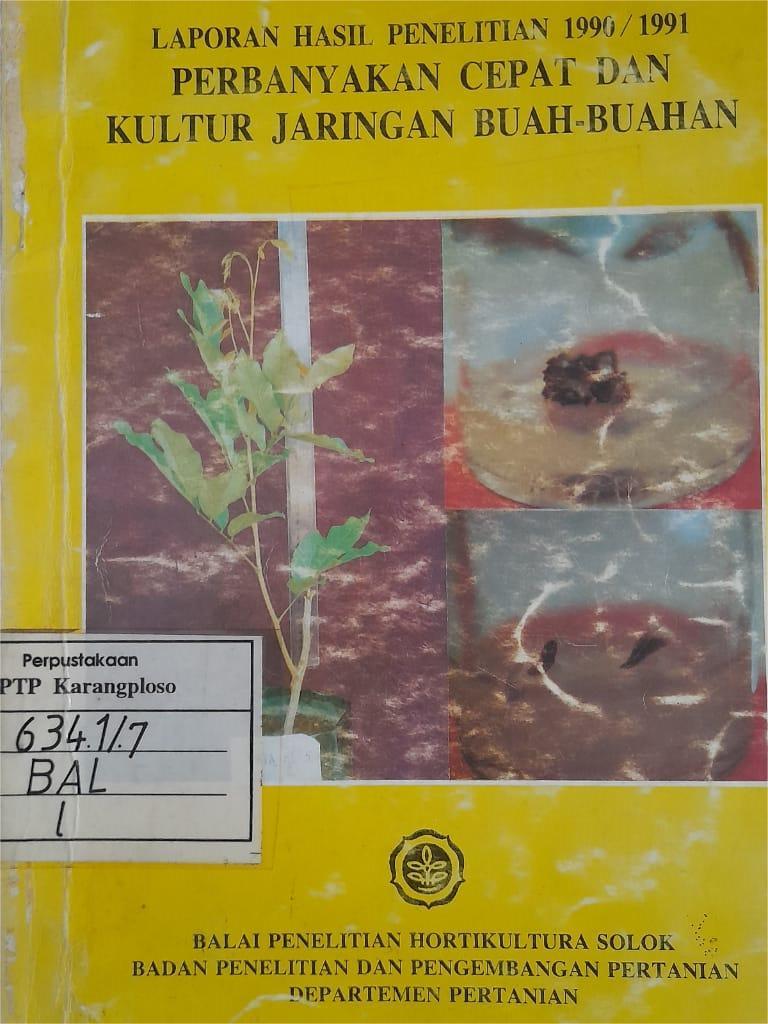 LAPORAN HASIL PENELITIAN 1990/1991
PERBANYAKAN CEPAT DAN
KULTUR JARINGAN BUAH-BUAHAN
Perpustakaan
PTP Karangploso
634.1/.7
BAL
l
BALAI PENELITIAN HORTIKULTURA SOLOK
BADAN PENELITIAN DAN PENGEMBANGAN PERTANIAN
DEPARTEMEN PERTANIAN